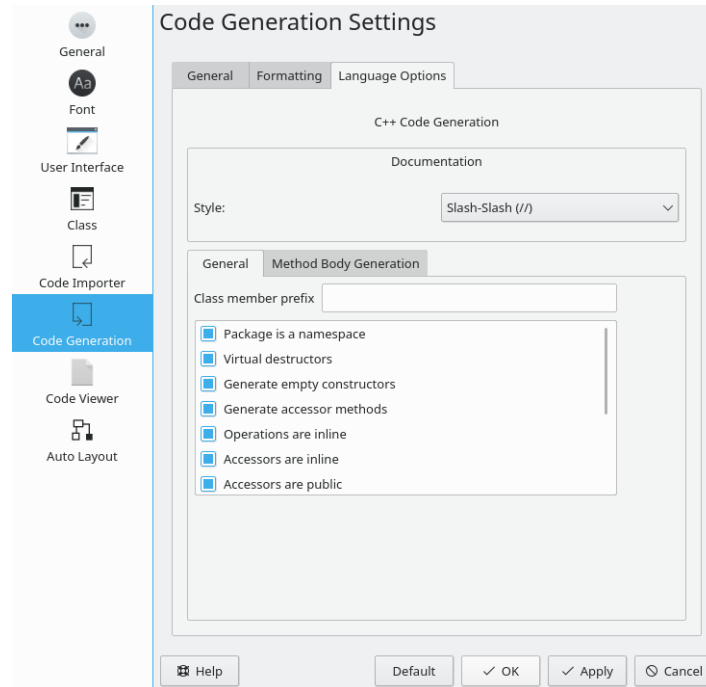 Code Generation Settings
General
Aa
Font
User Interface
Class
Code Importer
Code Generation
Code Viewer
Auto Layout
General Formatting Language Options
C++ Code Generation
Documentation
Style: Slash-Slash (//)
General Method Body Generation
Class member prefix
Package is a namespace
Virtual destructors
Generate empty constructors
Generate accessor methods
Operations are inline
Accessors are inline
Accessors are public
Help Default OK Apply Cancel